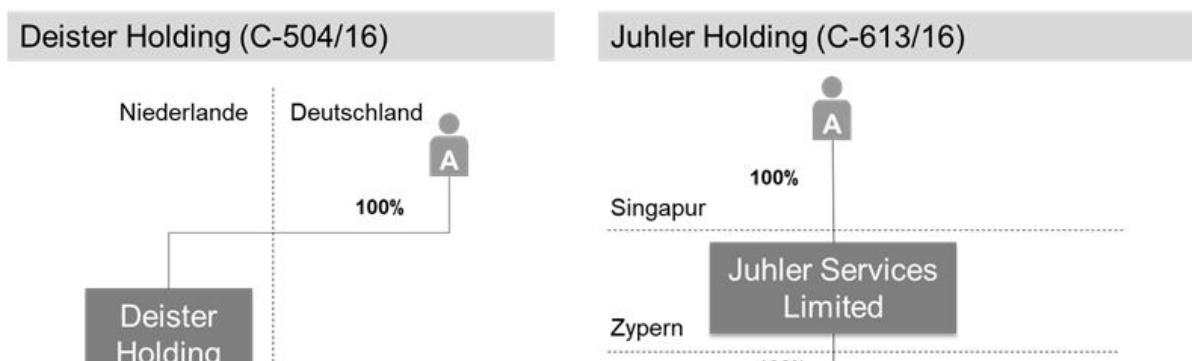 Deister Holding (C-504/16)
Niederlande
Deutschland
A
100%
Deister
Holding
Juhler Holding (C-613/16)
A
100%
Singapur
Juhler Services
Limited
Zypern